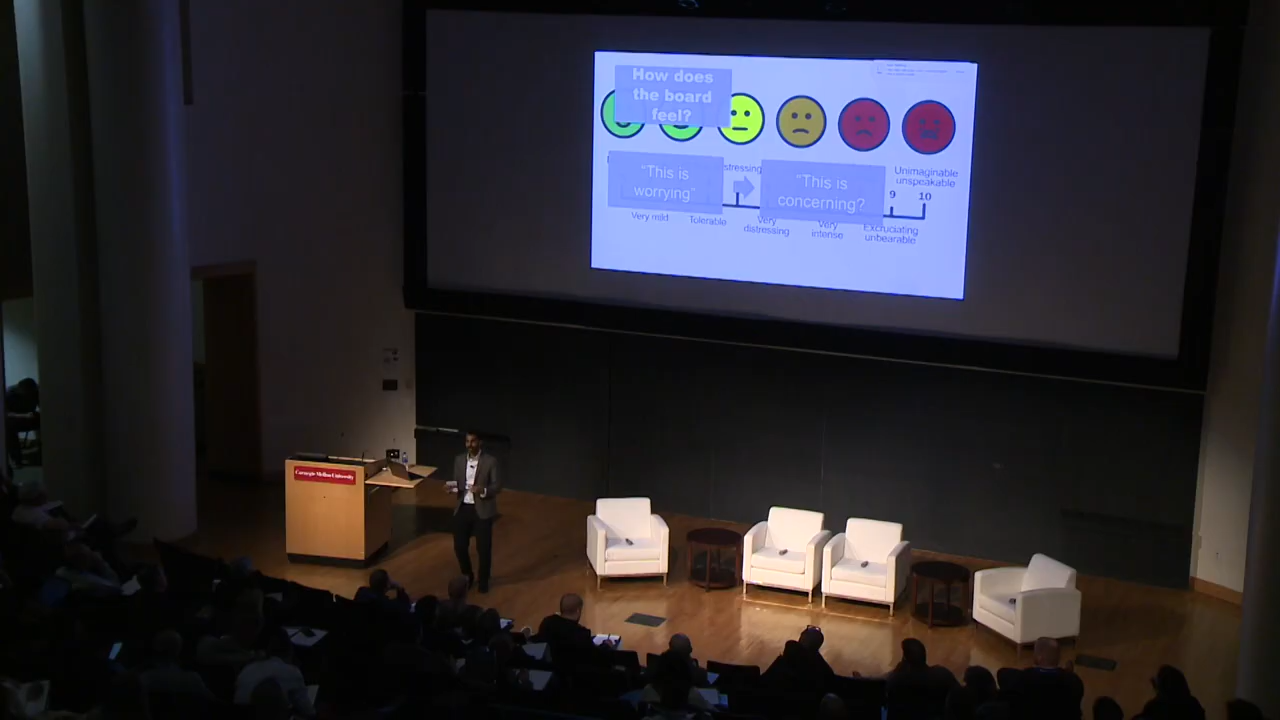 How does
the board
feel?
"This is
worrying"
stressing
"This is
concerning?
Unimaginable
unspeakable
9
10
Very mild
Tolerable
Very
distressing
Very
intense
Excruciating
unbearable
Carnegie Mellon University